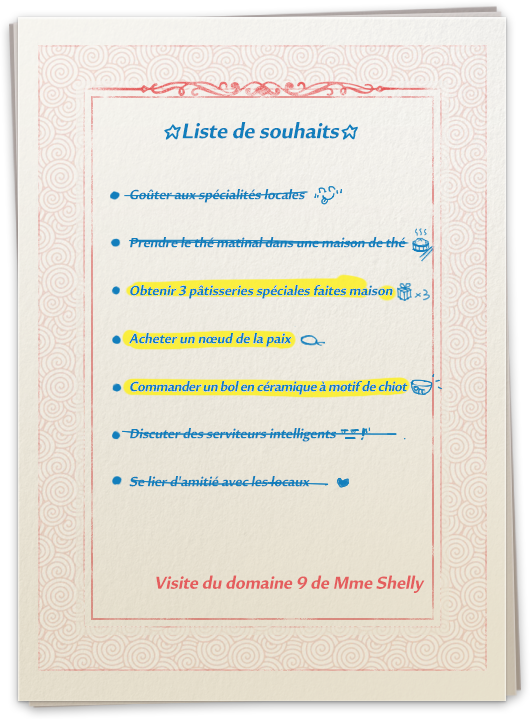 ☆Liste de souhaits☆
Goûter aux spécialités locales
Prendre le thé matinal dans une maison de thé
Obtenir 3 pâtisseries spéciales faites maison ×3
Acheter un nœud de la paix
Commander un bol en céramique à motif de chiot
Discuter des serviteurs intelligents
Se lier d'amitié avec les locaux
Visite du domaine 9 de Mme Shelly